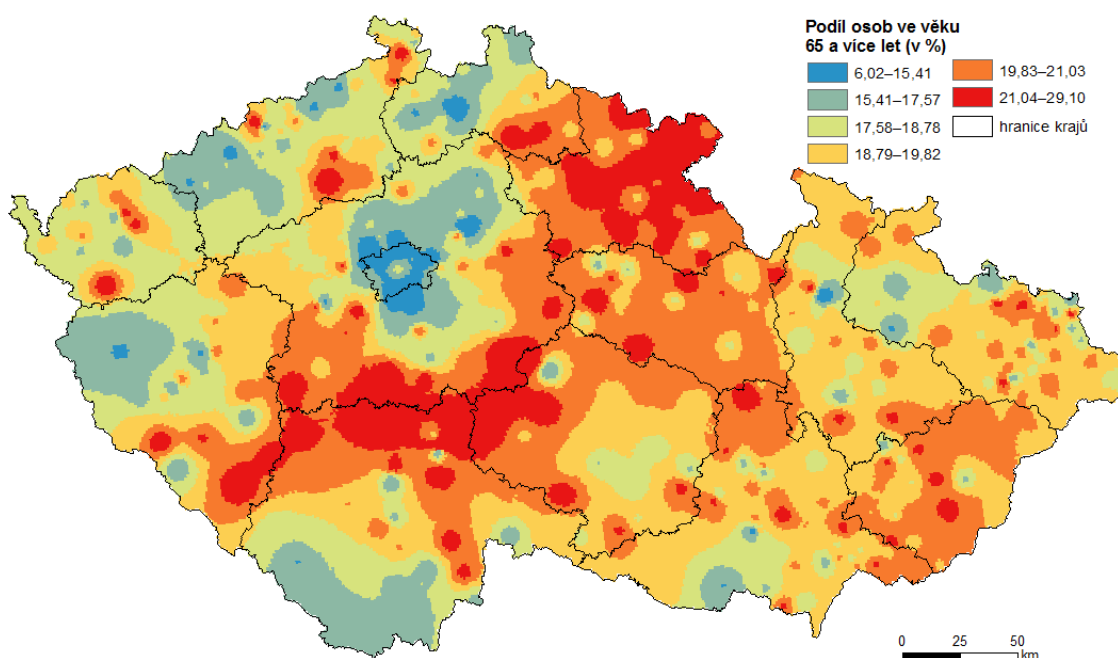 Podíl osob ve věku
65 a více let (v %)
6,02–15,41
15,41–17,57
17,58–18,78
18,79–19,82
19,83–21,03
21,04–29,10
hranice krajů
0 25 50
km